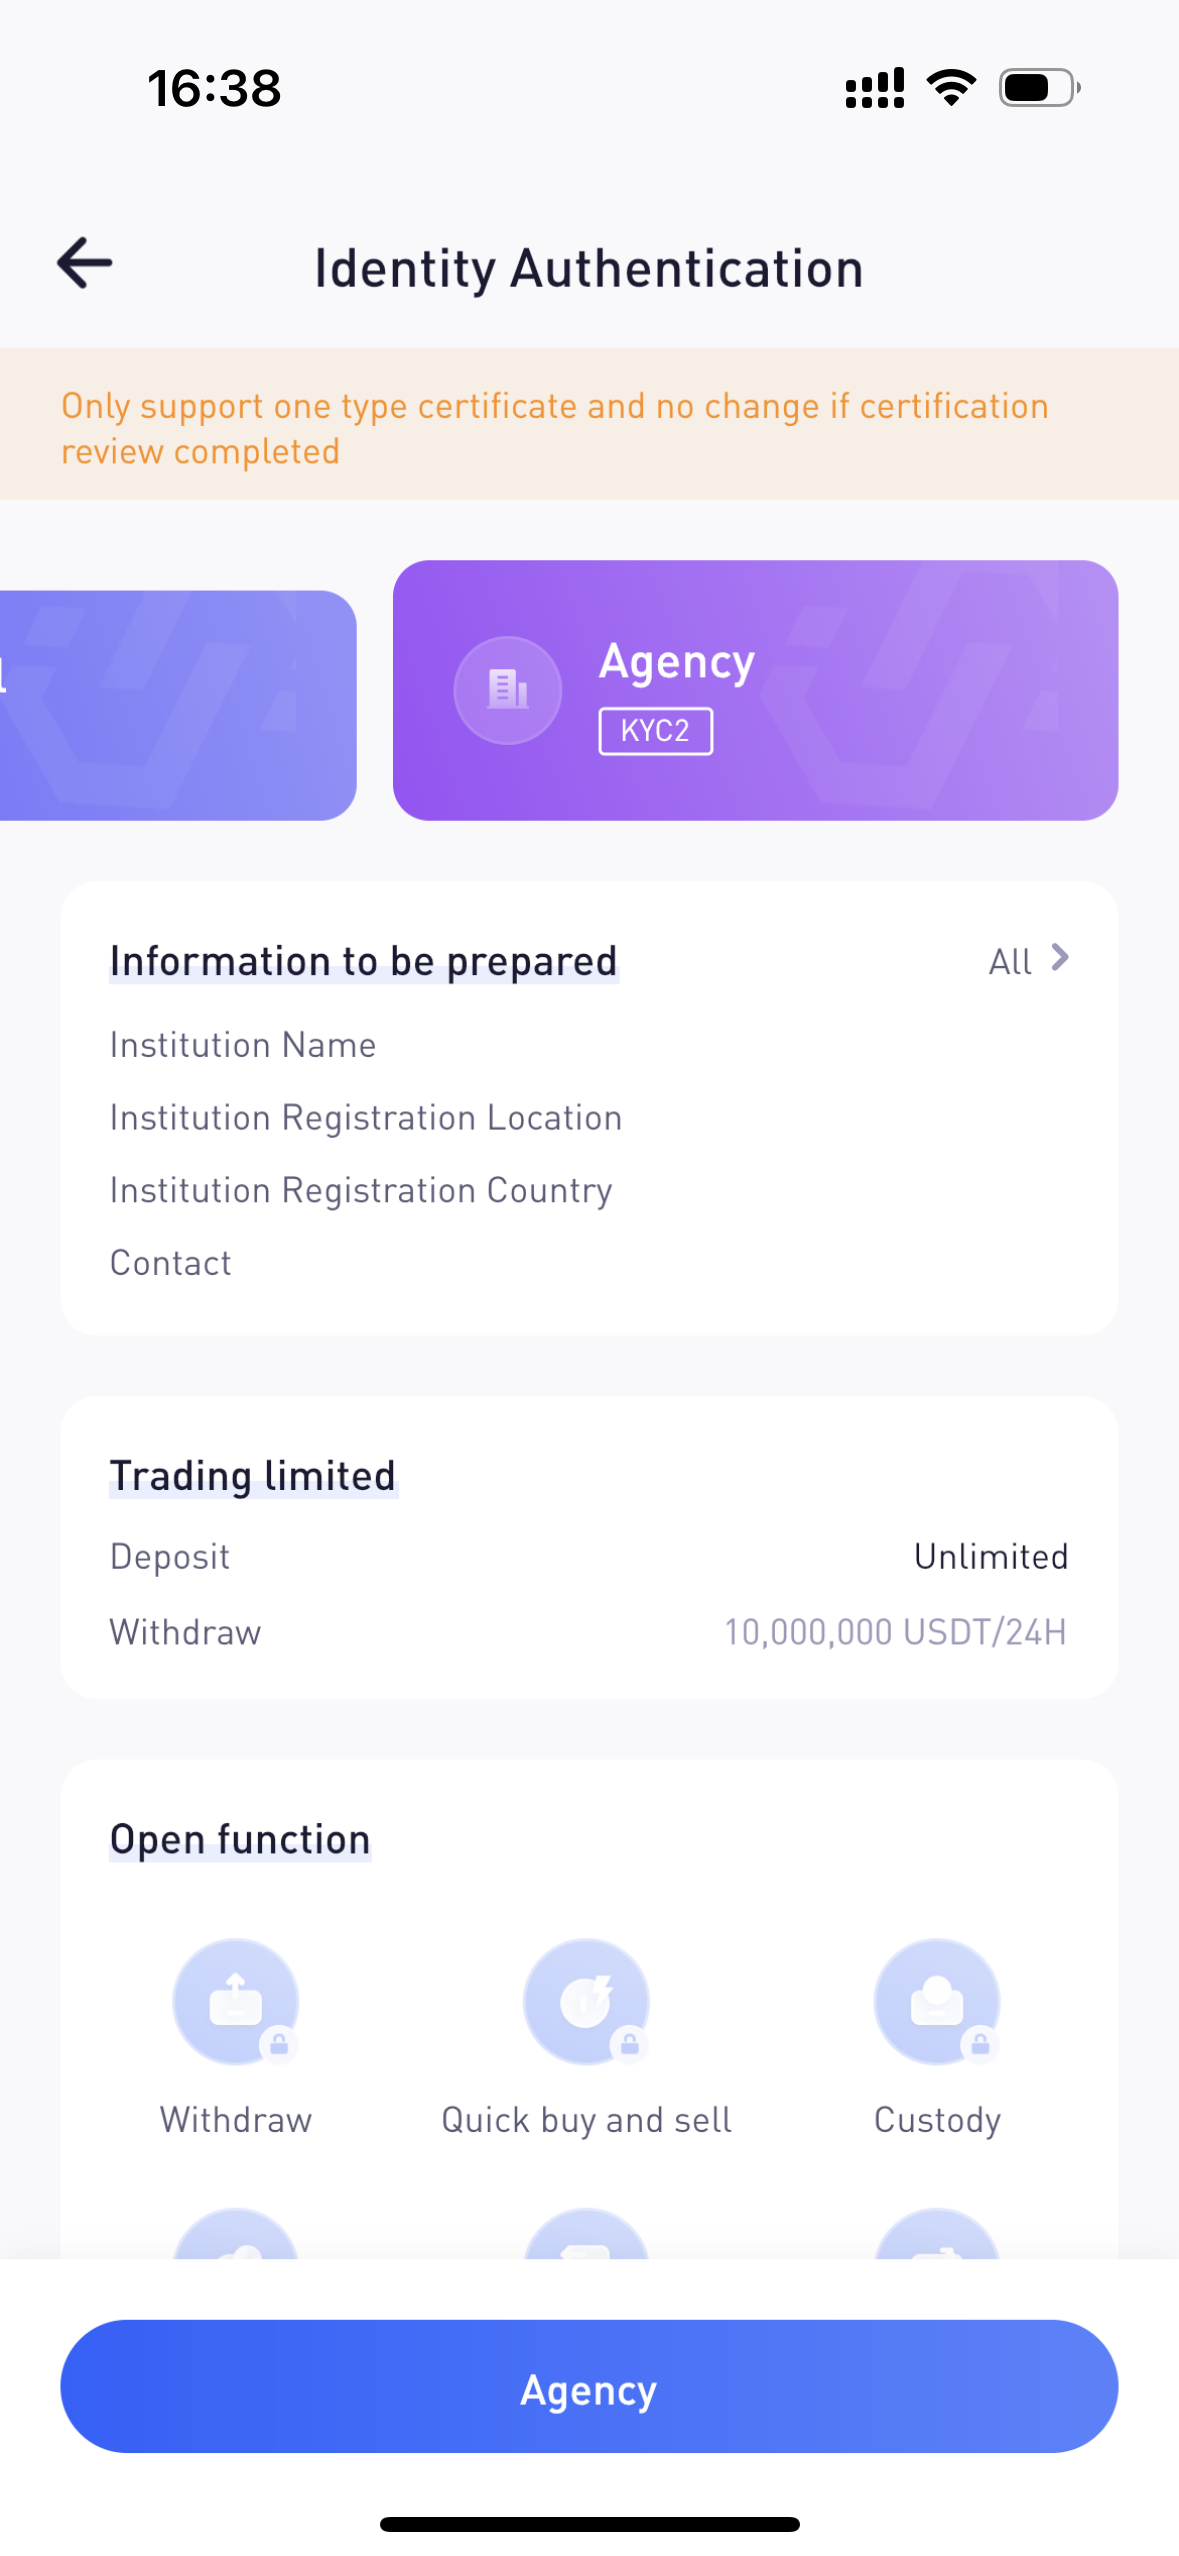 16:38
Identity Authentication
Only support one type certificate and no change if certification
review completed
Agency
KYC2
Information to be prepared
All
Institution Name
Institution Registration Location
Institution Registration Country
Contact
Trading limited
Deposit
Unlimited
Withdraw
10,000,000 USDT/24H
Open function
Withdraw
Quick buy and sell
Custody
Agency